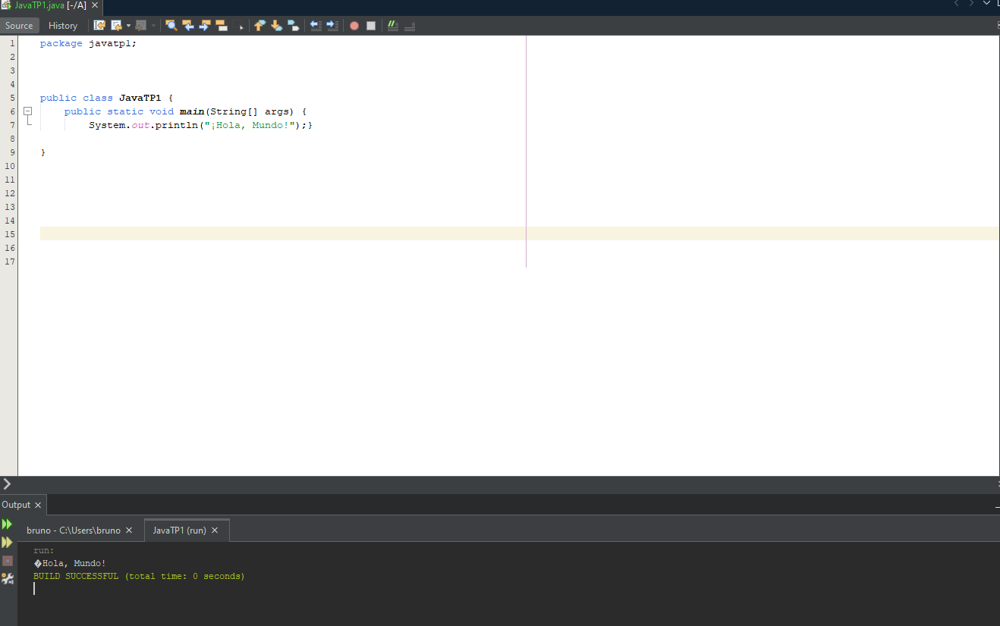 JavaTP1.java [-/A] ×
Source History
1 package javatp1;
2
3
4
5 public class JavaTP1 {
6 public static void main(String[] args) {
7 System.out.println("¡Hola, Mundo!");}
8
9 }
10
11
12
13
14
15
16
17
Output ×
bruno - C:\Users\bruno × JavaTP1 (run) ×
run:
�Hola, Mundo!
BUILD SUCCESSFUL (total time: 0 seconds)